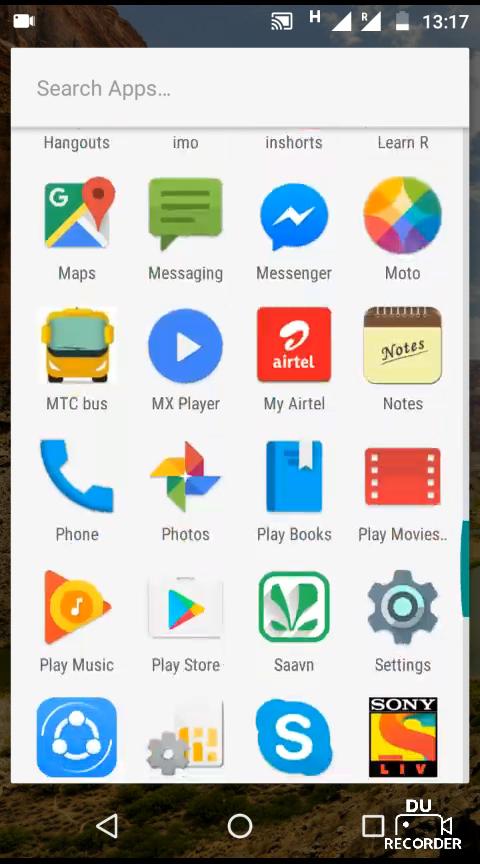 H R 13:17
Search Apps…
Hangouts imo inshorts Learn R
G
Maps Messaging Messenger Moto
airtel Notes
MTC bus MX Player My Airtel Notes
Phone Photos Play Books Play Movies..
Play Music Play Store Saavn Settings
S SONY
S
LIV
DU
RECORDER